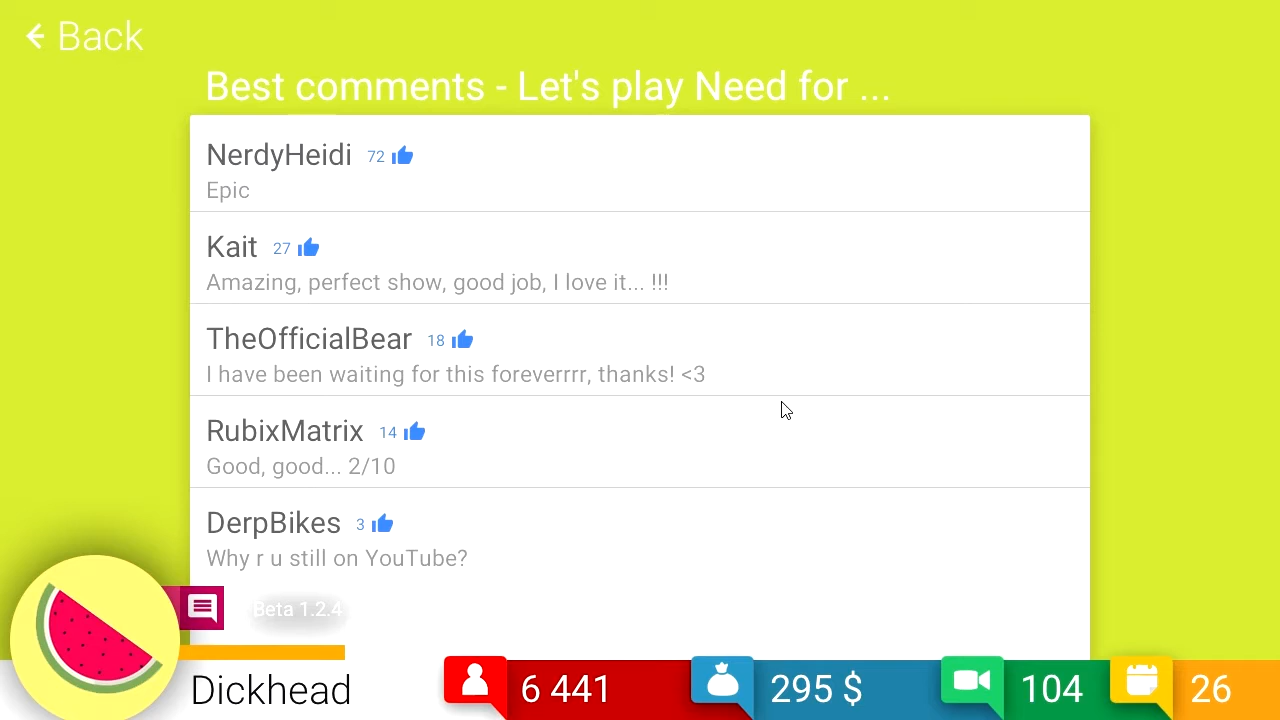 Back
Best comments - Let's play Need for ...
NerdyHeidi 72
Epic
Kait 27
Amazing, perfect show, good job, I love it... !!!
TheOfficialBear 18
I have been waiting for this foreverrrr, thanks! <3
RubixMatrix 14
Good, good... 2/10
DerpBikes 3
Why r u still on YouTube?
Beta 1.2.4
Dickhead
6 441
295 $
104
26